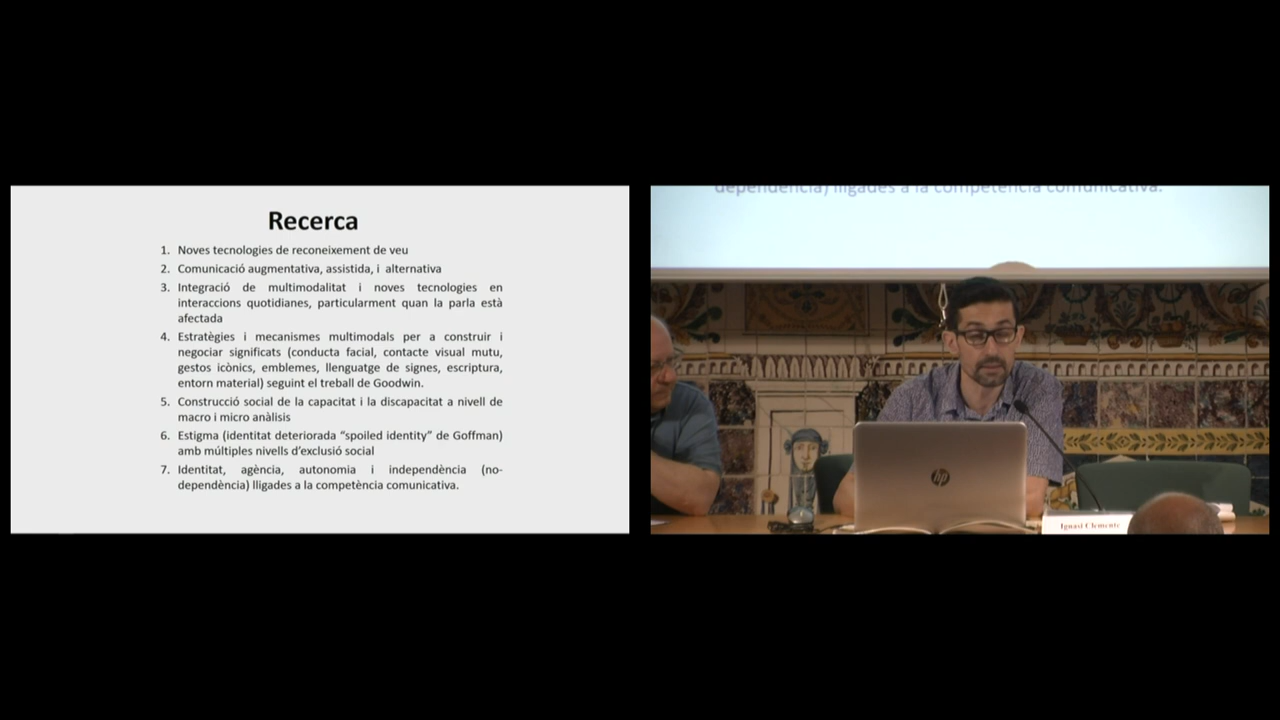 Recerca
1. Noves tecnologies de reconeixement de veu
2. Comunicació augmentativa, assistida, i alternativa
3. Integració de multimodalitat i noves tecnologies en
interaccions quotidianes, particularment quan la parla està
afectada
4. Estratègies i mecanismes multimodals per a construir i
negociar significats (conducta facial, contacte visual mutu,
gestos icònics, emblemes, llenguatge de signes, escriptura,
entorn material) seguint el treball de Goodwin.
5. Construcció social de la capacitat i la discapacitat a nivell de
macro i micro anàlisis
6. Estigma (identitat deteriorada “spoiled identity” de Goffman)
amb múltiples nivells d’exclusió social
7. Identitat, agència, autonomia i independència (no-
dependència) lligades a la competència comunicativa.
dependència) lligades a la competència comunicativa.
hp
Ignasi Clemente